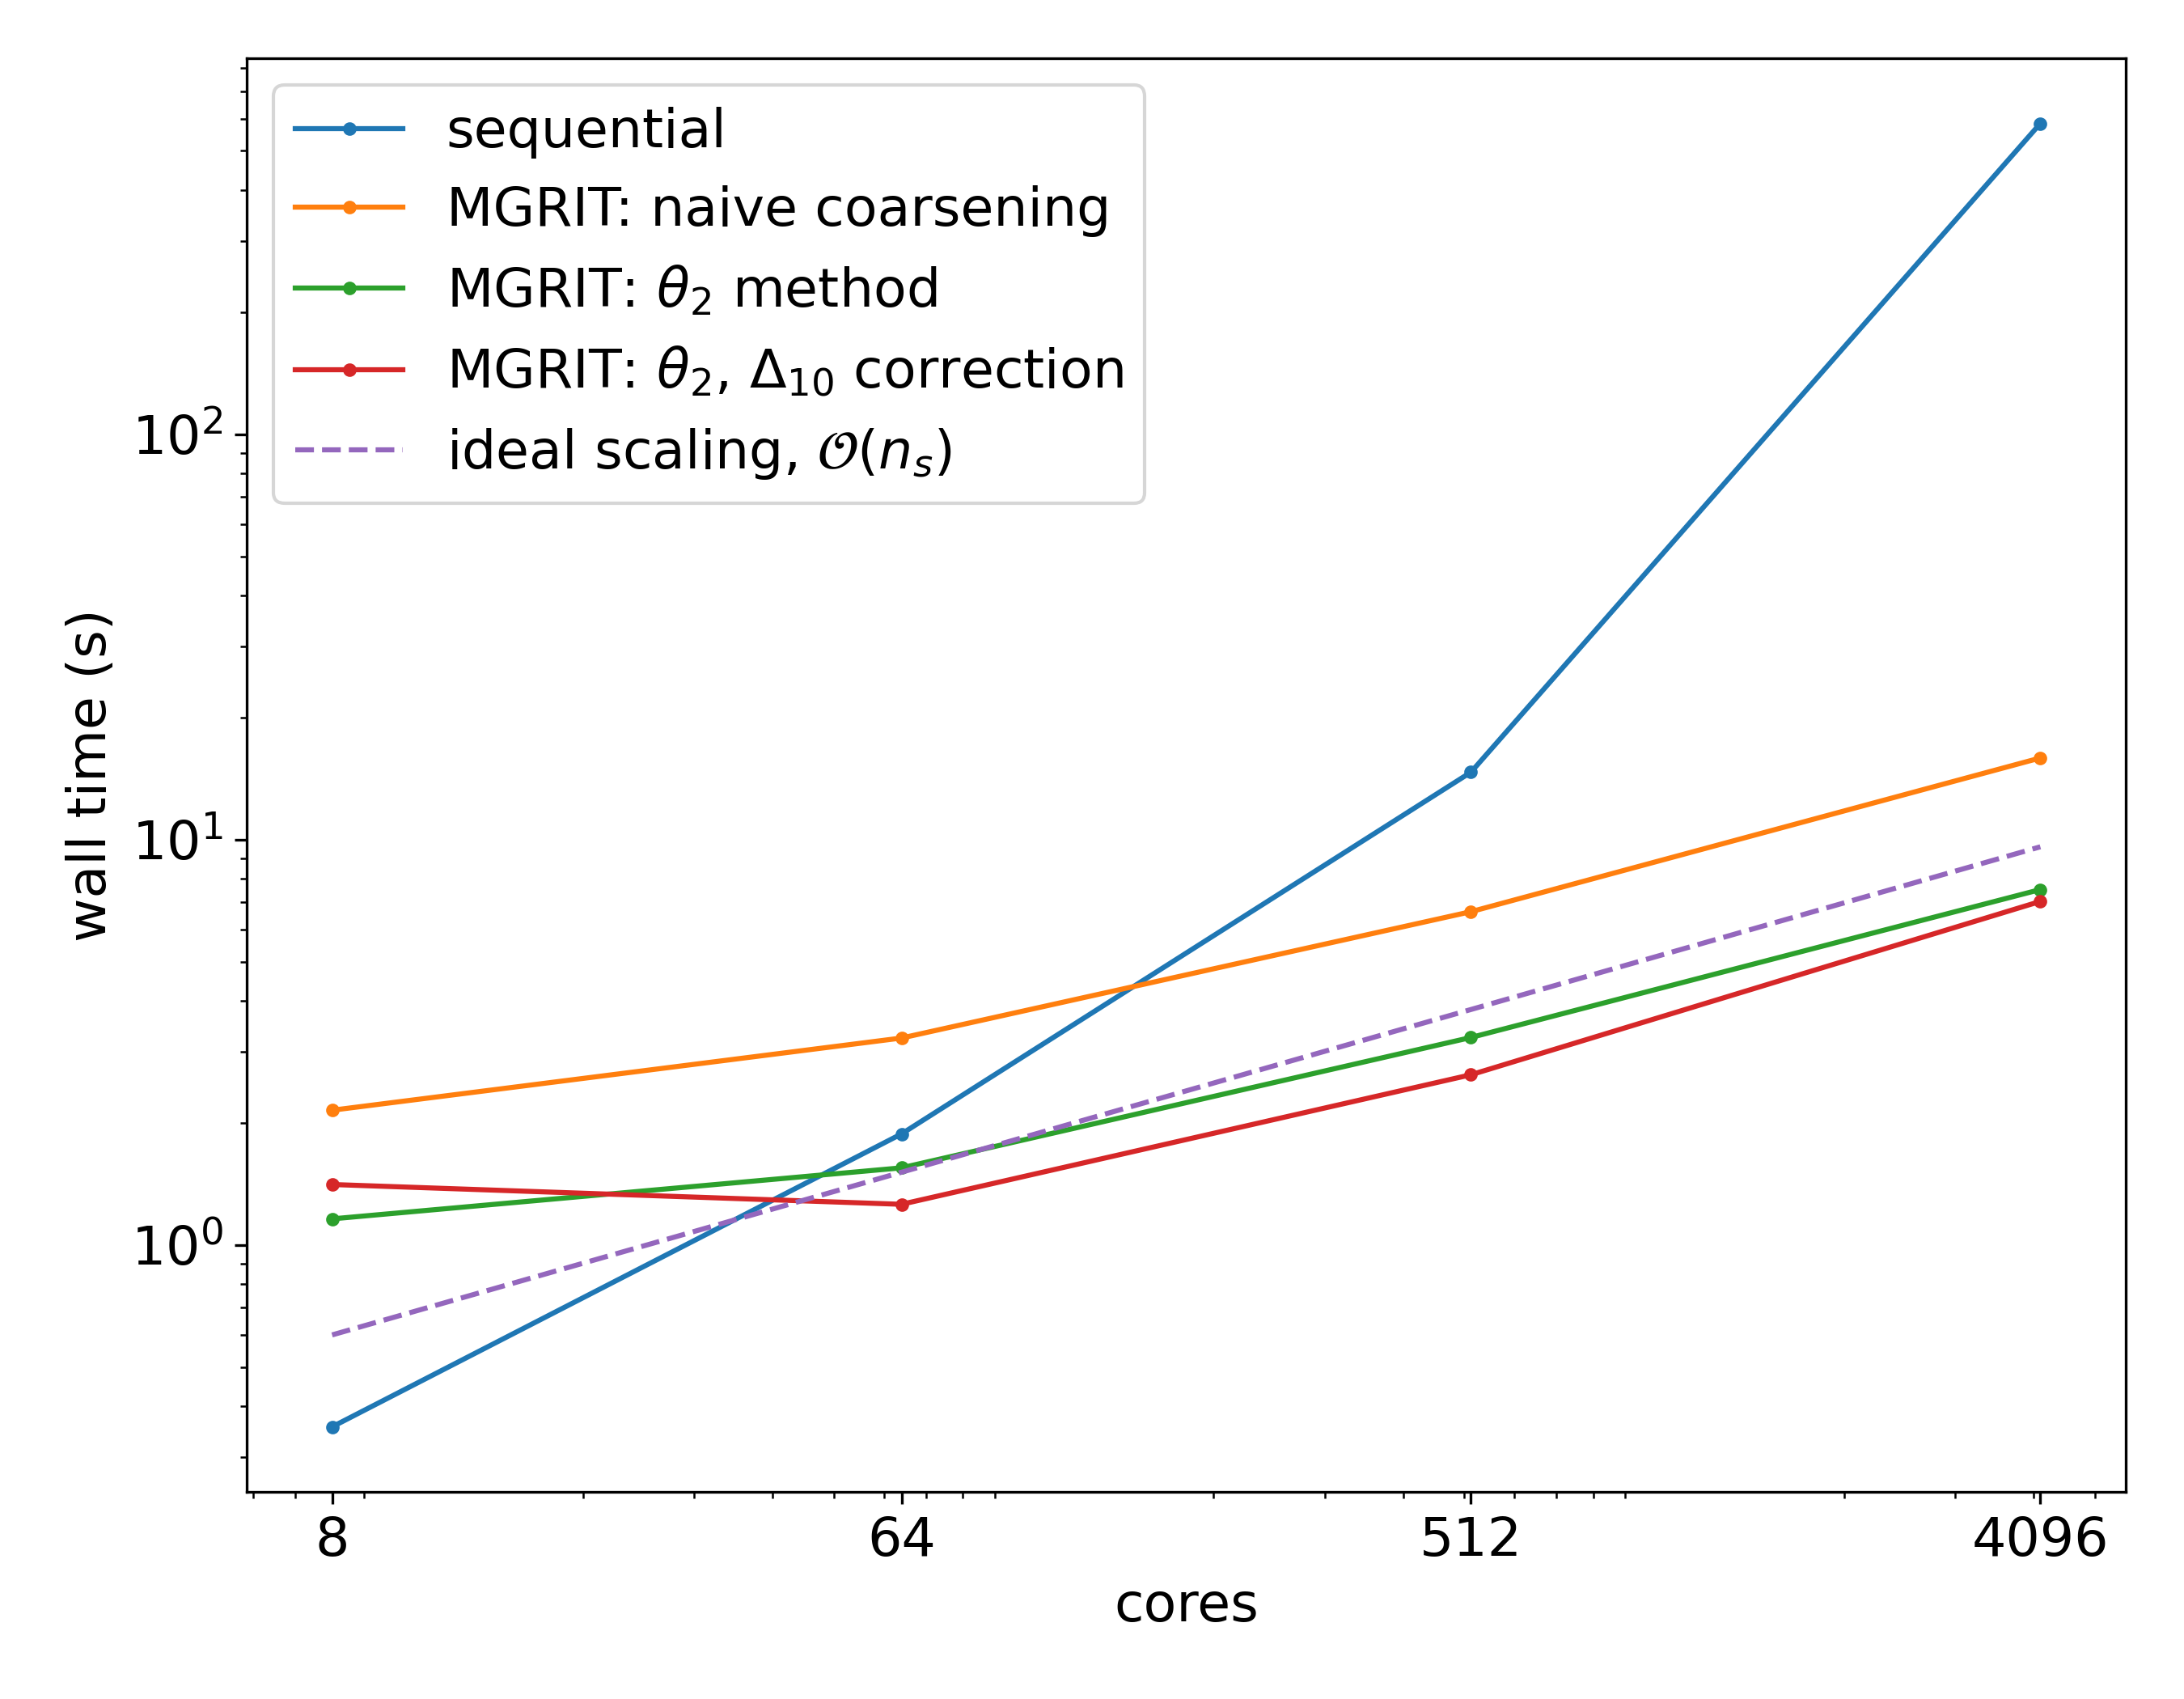 sequential
MGRIT: naive coarsening
MGRIT: θ₂ method
MGRIT: θ₂, Δ₁₀ correction
ideal scaling, 𝒪(nₛ)
wall time (s)
10²
10¹
10⁰
8 64 512 4096
cores